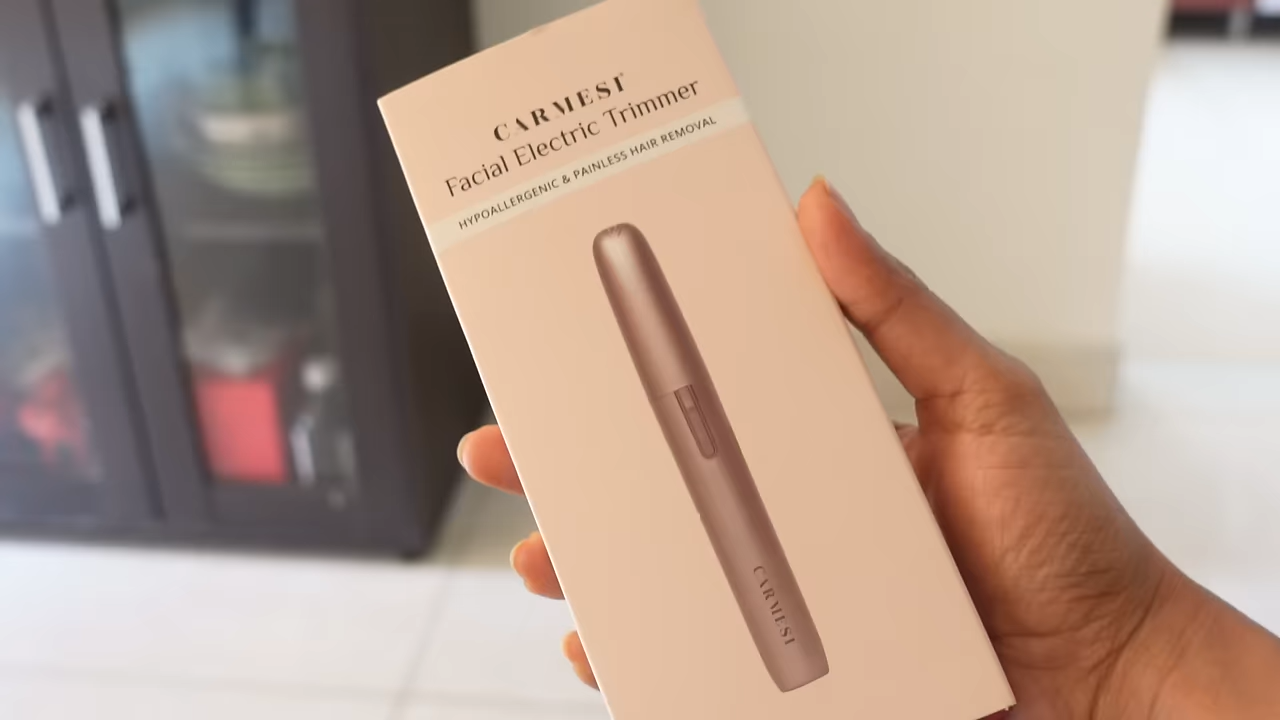 CARMESI
Facial Electric Trimmer
HYPOALLERGENIC & PAINLESS HAIR REMOVAL
CARMESI